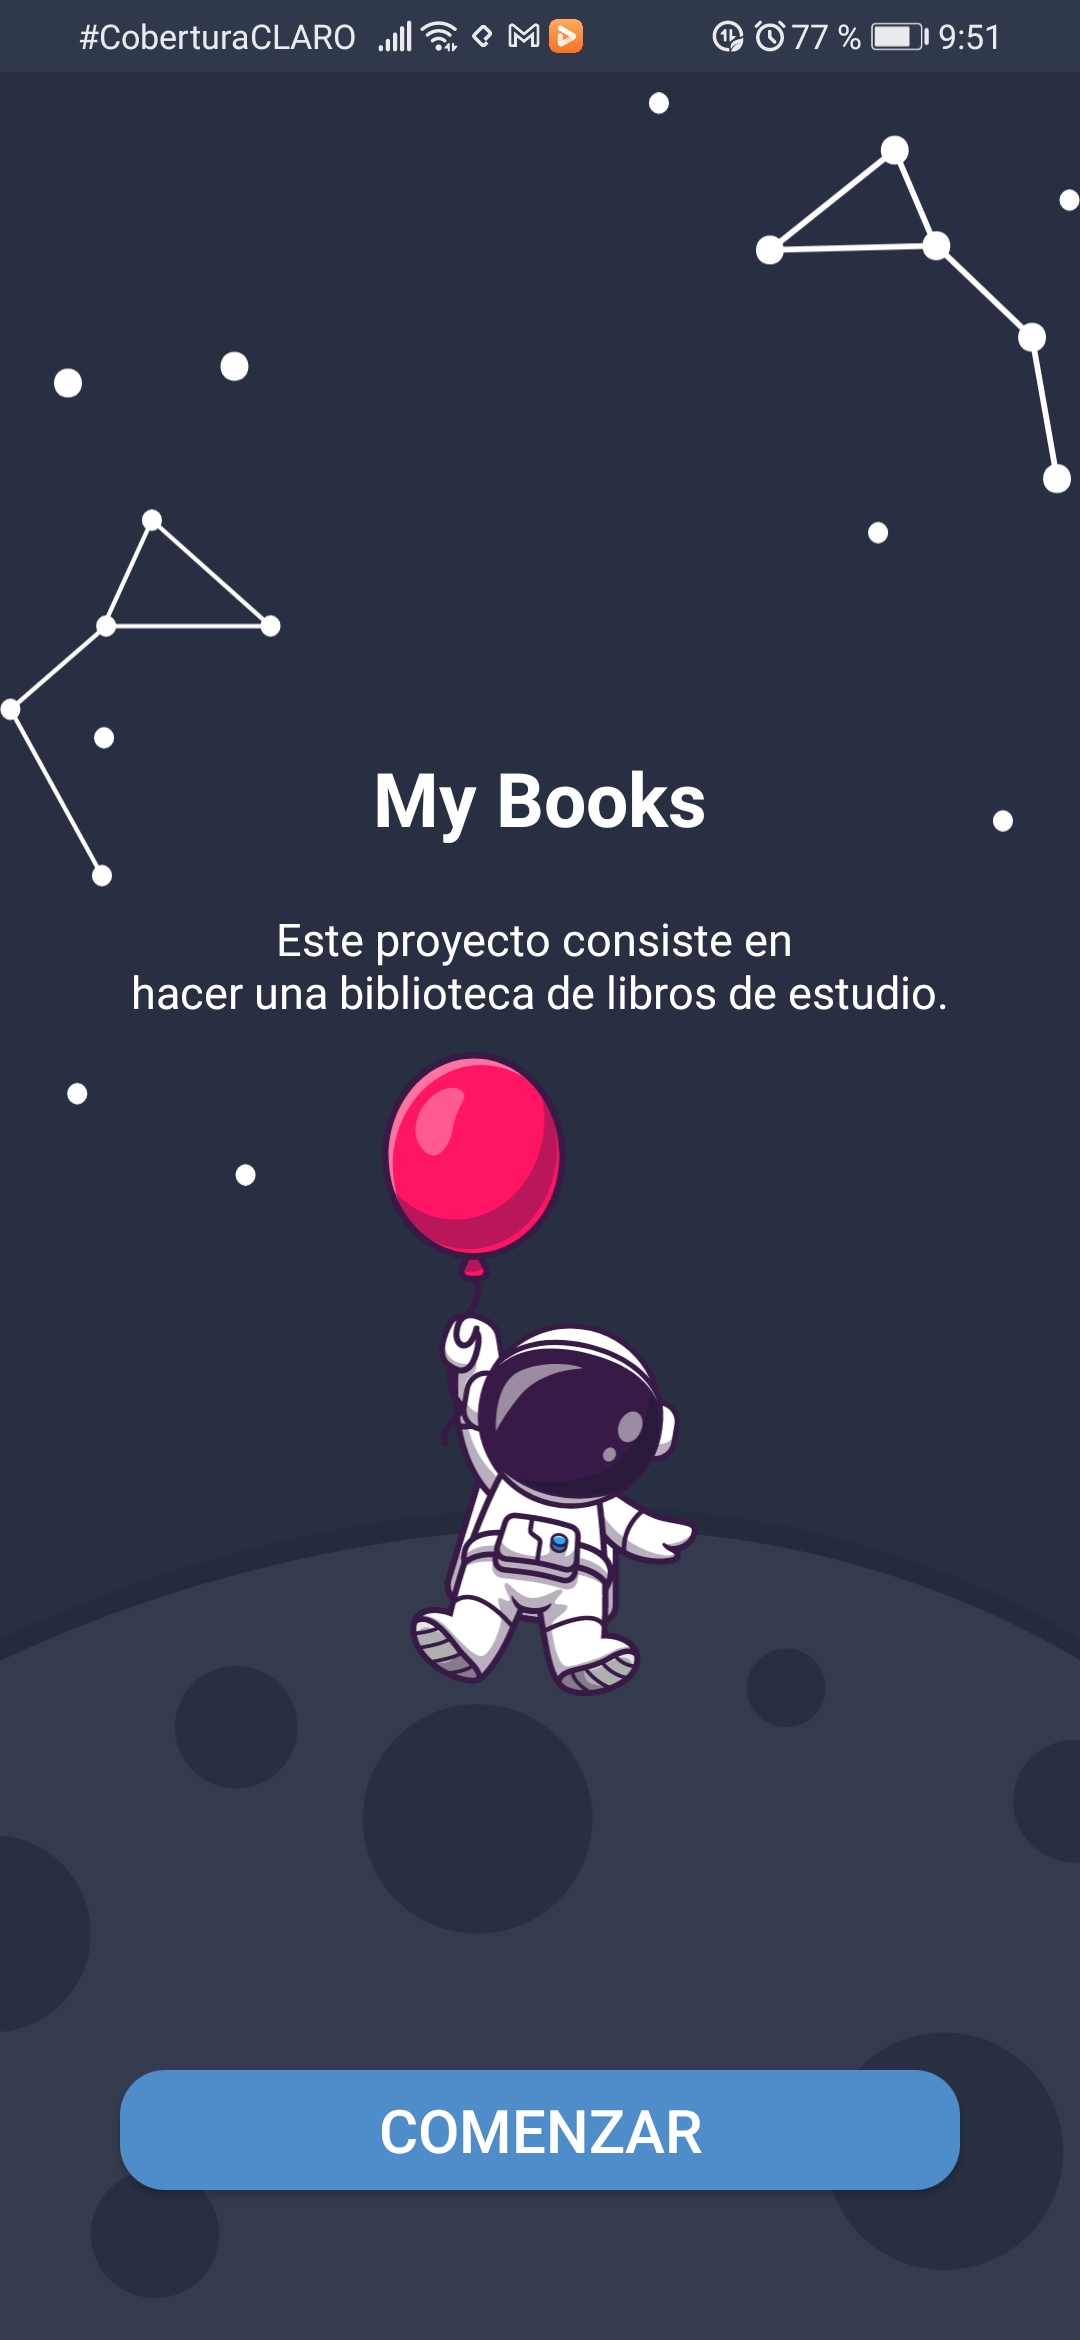 #CoberturaCLARO 77 % 9:51
My Books
Este proyecto consiste en
hacer una biblioteca de libros de estudio.
COMENZAR